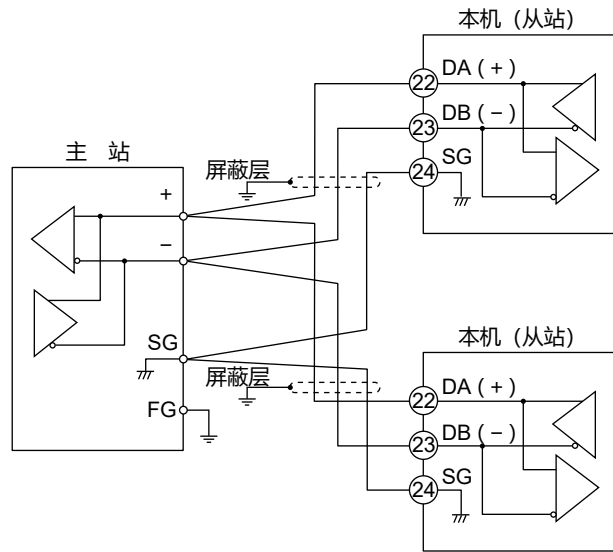 本机 (从站)
22 DA ( + )
23 DB ( − )
24 SG
主 站
屏蔽层
+
−
SG
FG
屏蔽层
本机 (从站)
22 DA ( + )
23 DB ( − )
24 SG